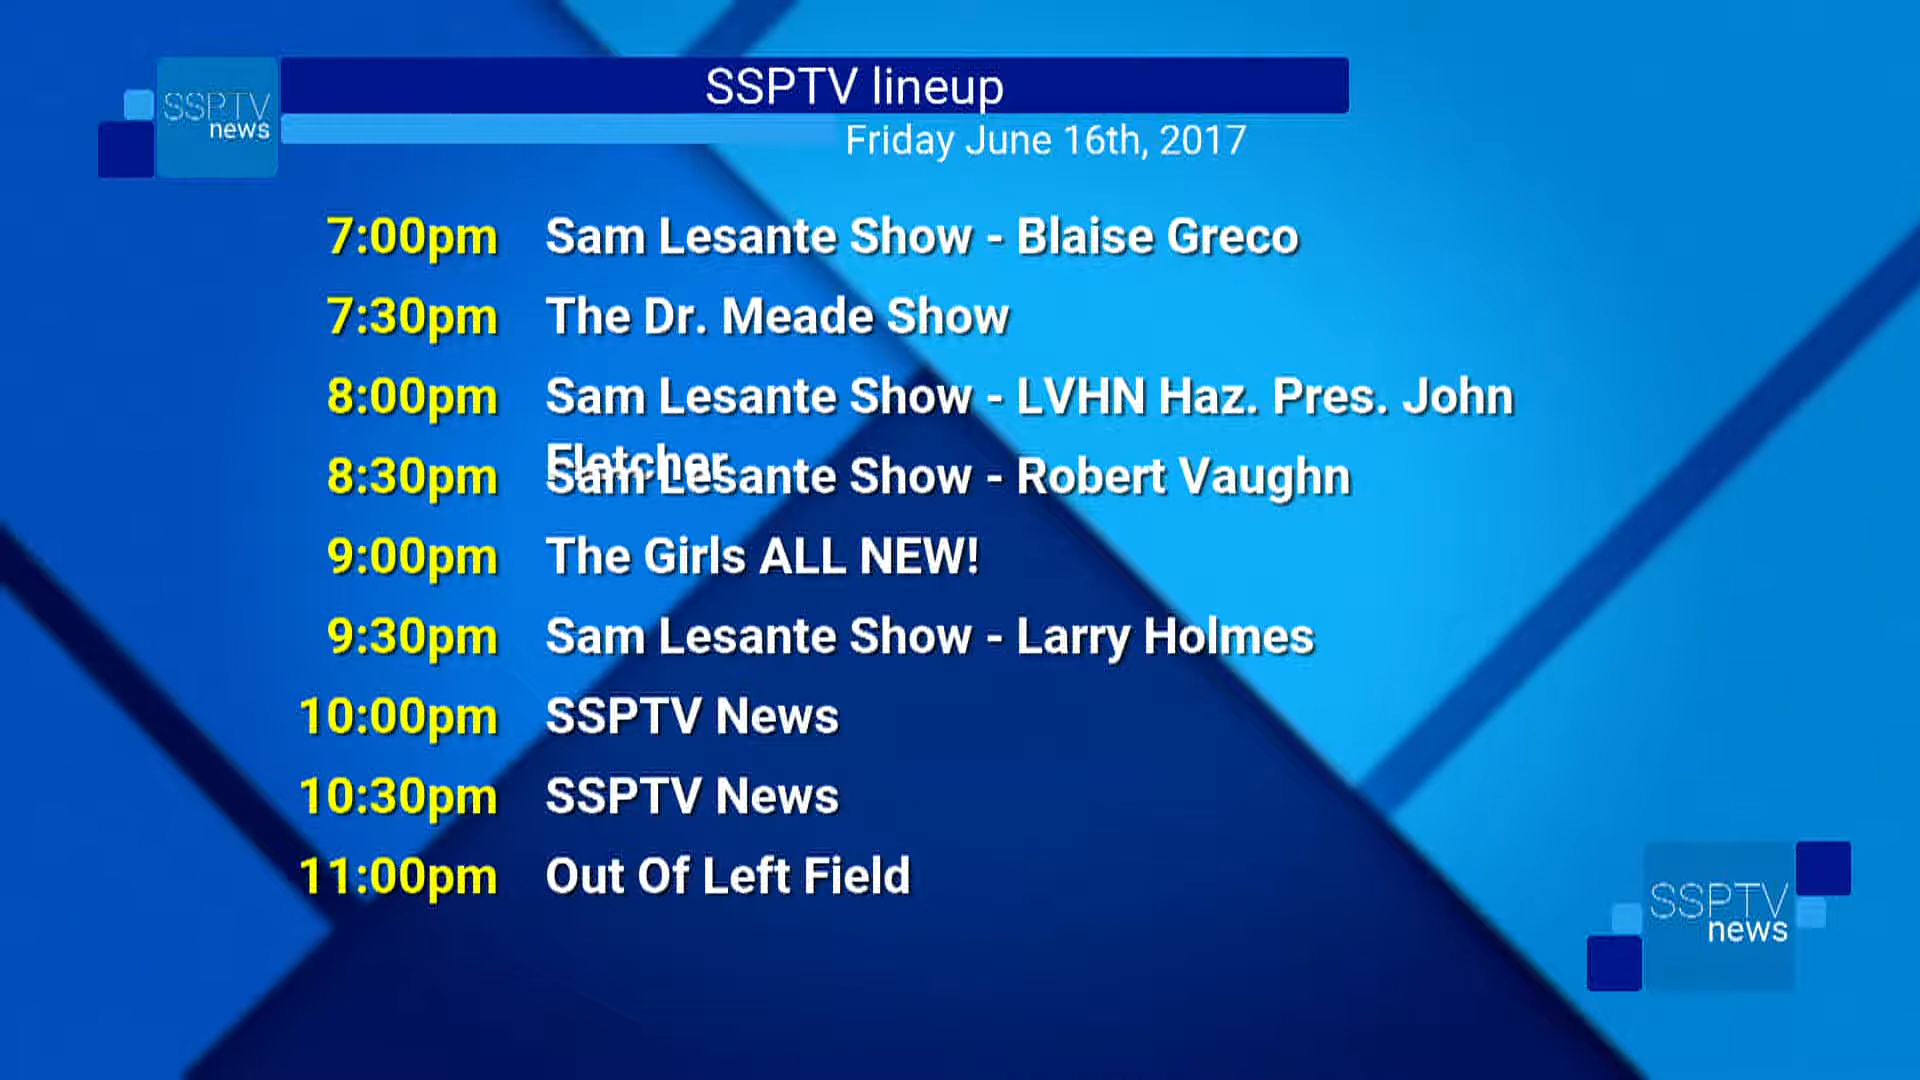 SSPTV lineup
SSPTV
news
Friday June 16th, 2017
7:00pm Sam Lesante Show - Blaise Greco
7:30pm The Dr. Meade Show
8:00pm Sam Lesante Show - LVHN Haz. Pres. John
Fletcher
8:30pm Sam Lesante Show - Robert Vaughn
9:00pm The Girls ALL NEW!
9:30pm Sam Lesante Show - Larry Holmes
10:00pm SSPTV News
10:30pm SSPTV News
11:00pm Out Of Left Field
SSPTV
news